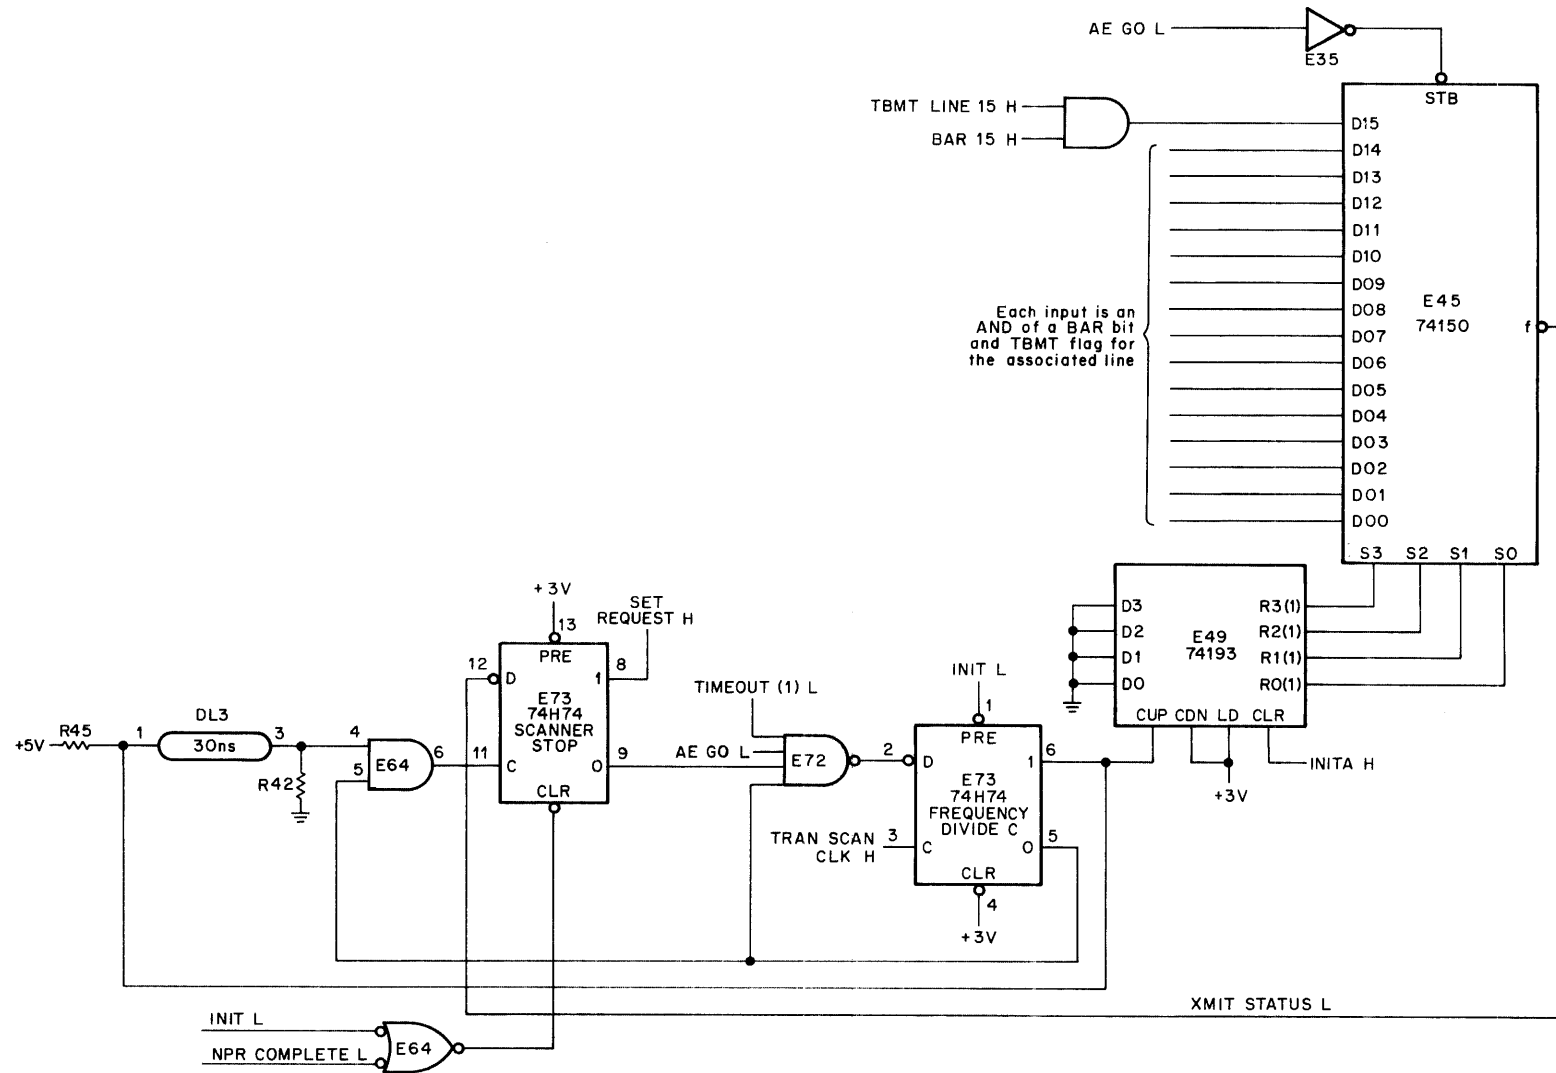 AE GO L
E35
STB
TBMT LINE 15 H
BAR 15 H
D15
D14
D13
D12
D11
D10
D09
D08
D07
D06
D05
D04
D03
D02
D01
D00
E45
74150
f
Each input is an
AND of a BAR bit
and TBMT flag for
the associated line
S3 S2 S1 S0
D3
D2
D1
D0
E49
74193
R3(1)
R2(1)
R1(1)
R0(1)
CUP CDN LD CLR
+3V
INITA H
+3V
13
SET
REQUEST H
PRE
12
D
1
8
E73
74H74
SCANNER
STOP
11
C
0
9
CLR
+5V
R45
1
DL3
30ns
3
R42
4
5
E64
6
TIMEOUT (1) L
AE GO L
E72
2
INIT L
1
PRE
D
1
6
E73
74H74
FREQUENCY
DIVIDE C
TRAN SCAN
CLK H
3
C
0
5
CLR
4
+3V
XMIT STATUS L
INIT L
NPR COMPLETE L
E64